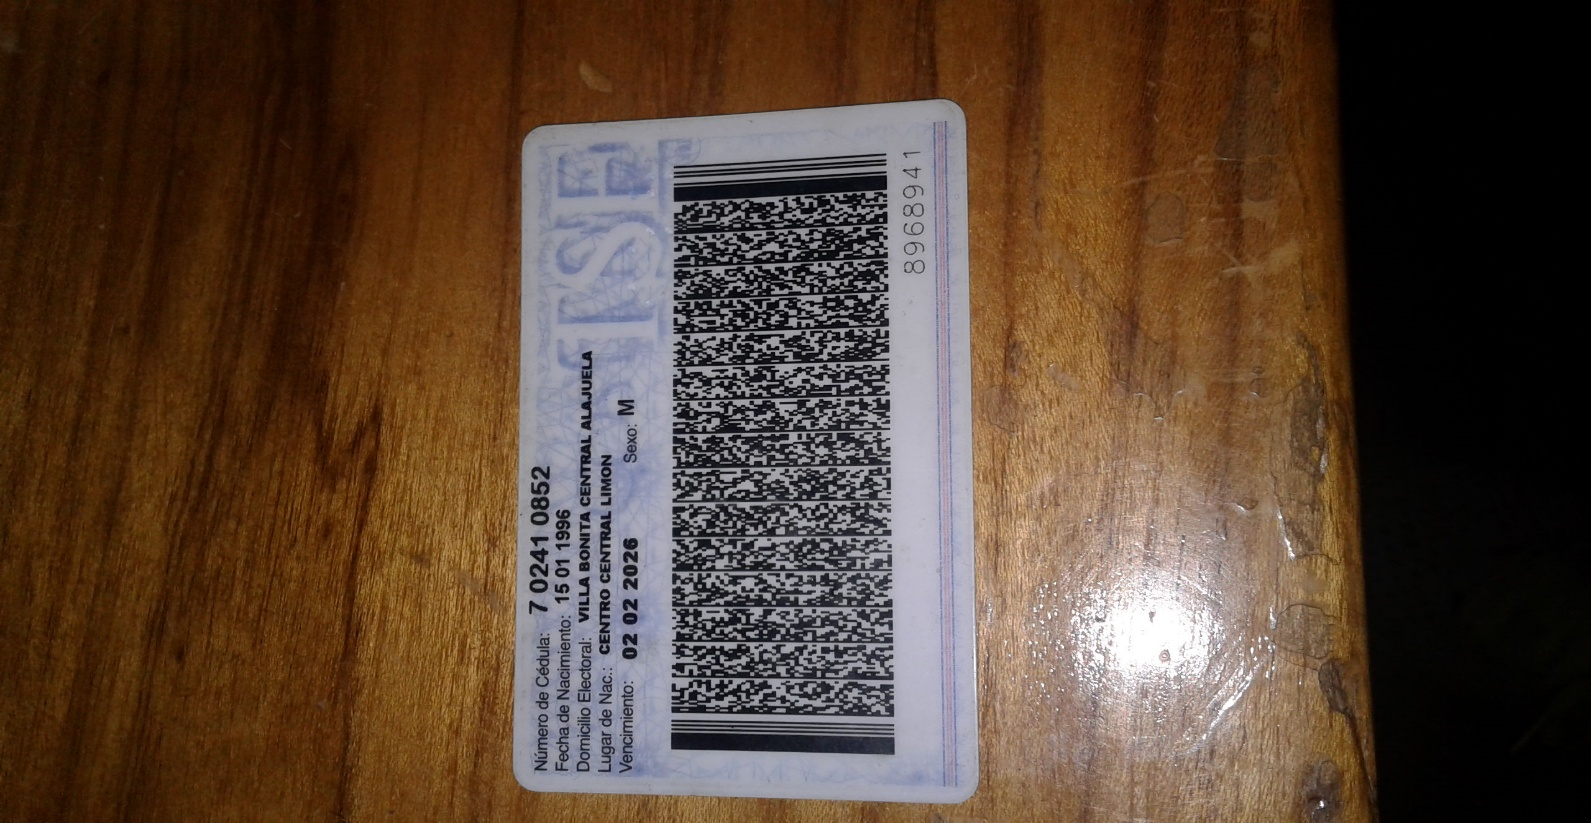 Número de Cédula: 7 0241 0852
Fecha de Nacimiento: 15 01 1996
Domicilio Electoral: VILLA BONITA CENTRAL ALAJUELA
Lugar de Nac.: CENTRO CENTRAL LIMON
Vencimiento: 02 02 2026 Sexo: M
8968941